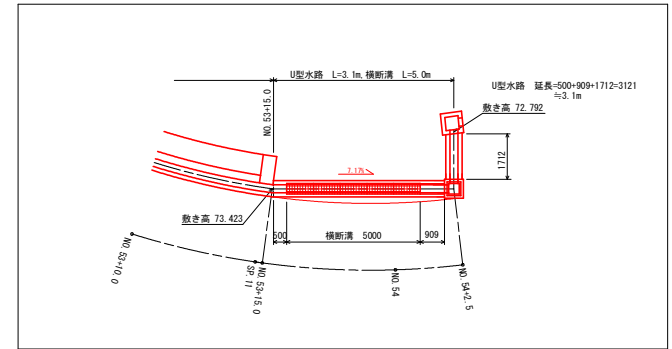 U型水路 L=3.1m,横断溝 L=5.0m
U型水路 延長=500+909+1712=3121
≒3.1m
敷き高 72.792
NO.53+15.0
1712
7.17%
敷き高 73.423
500
横断溝 5000
909
NO.53+10.0
SP.11
NO.53+15.0
NO.54
NO.54+2.5